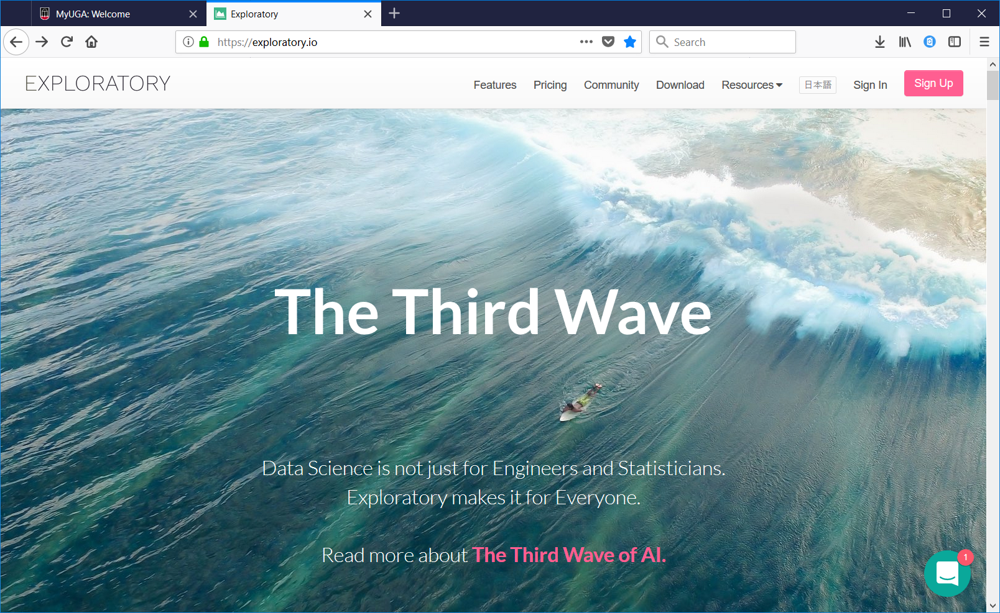 MyUGA: Welcome
Exploratory
https://exploratory.io
Search
EXPLORATORY
Features
Pricing
Community
Download
Resources
日本語
Sign In
Sign Up
The Third Wave
Data Science is not just for Engineers and Statisticians.
Exploratory makes it for Everyone.
Read more about The Third Wave of AI.
1